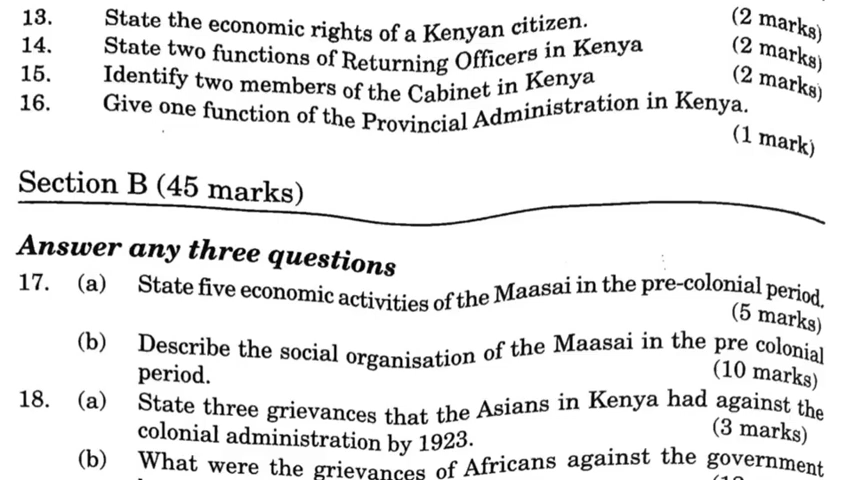 13. State the economic rights of a Kenyan citizen. (2 marks)
14. State two functions of Returning Officers in Kenya (2 marks)
15. Identify two members of the Cabinet in Kenya (2 marks)
16. Give one function of the Provincial Administration in Kenya.
(1 mark)
Section B (45 marks)
Answer any three questions
17. (a) State five economic activities of the Maasai in the pre-colonial period.
(5 marks)
(b) Describe the social organisation of the Maasai in the pre colonial
period. (10 marks)
18. (a) State three grievances that the Asians in Kenya had against the
colonial administration by 1923. (3 marks)
(b) What were the grievances of Africans against the government